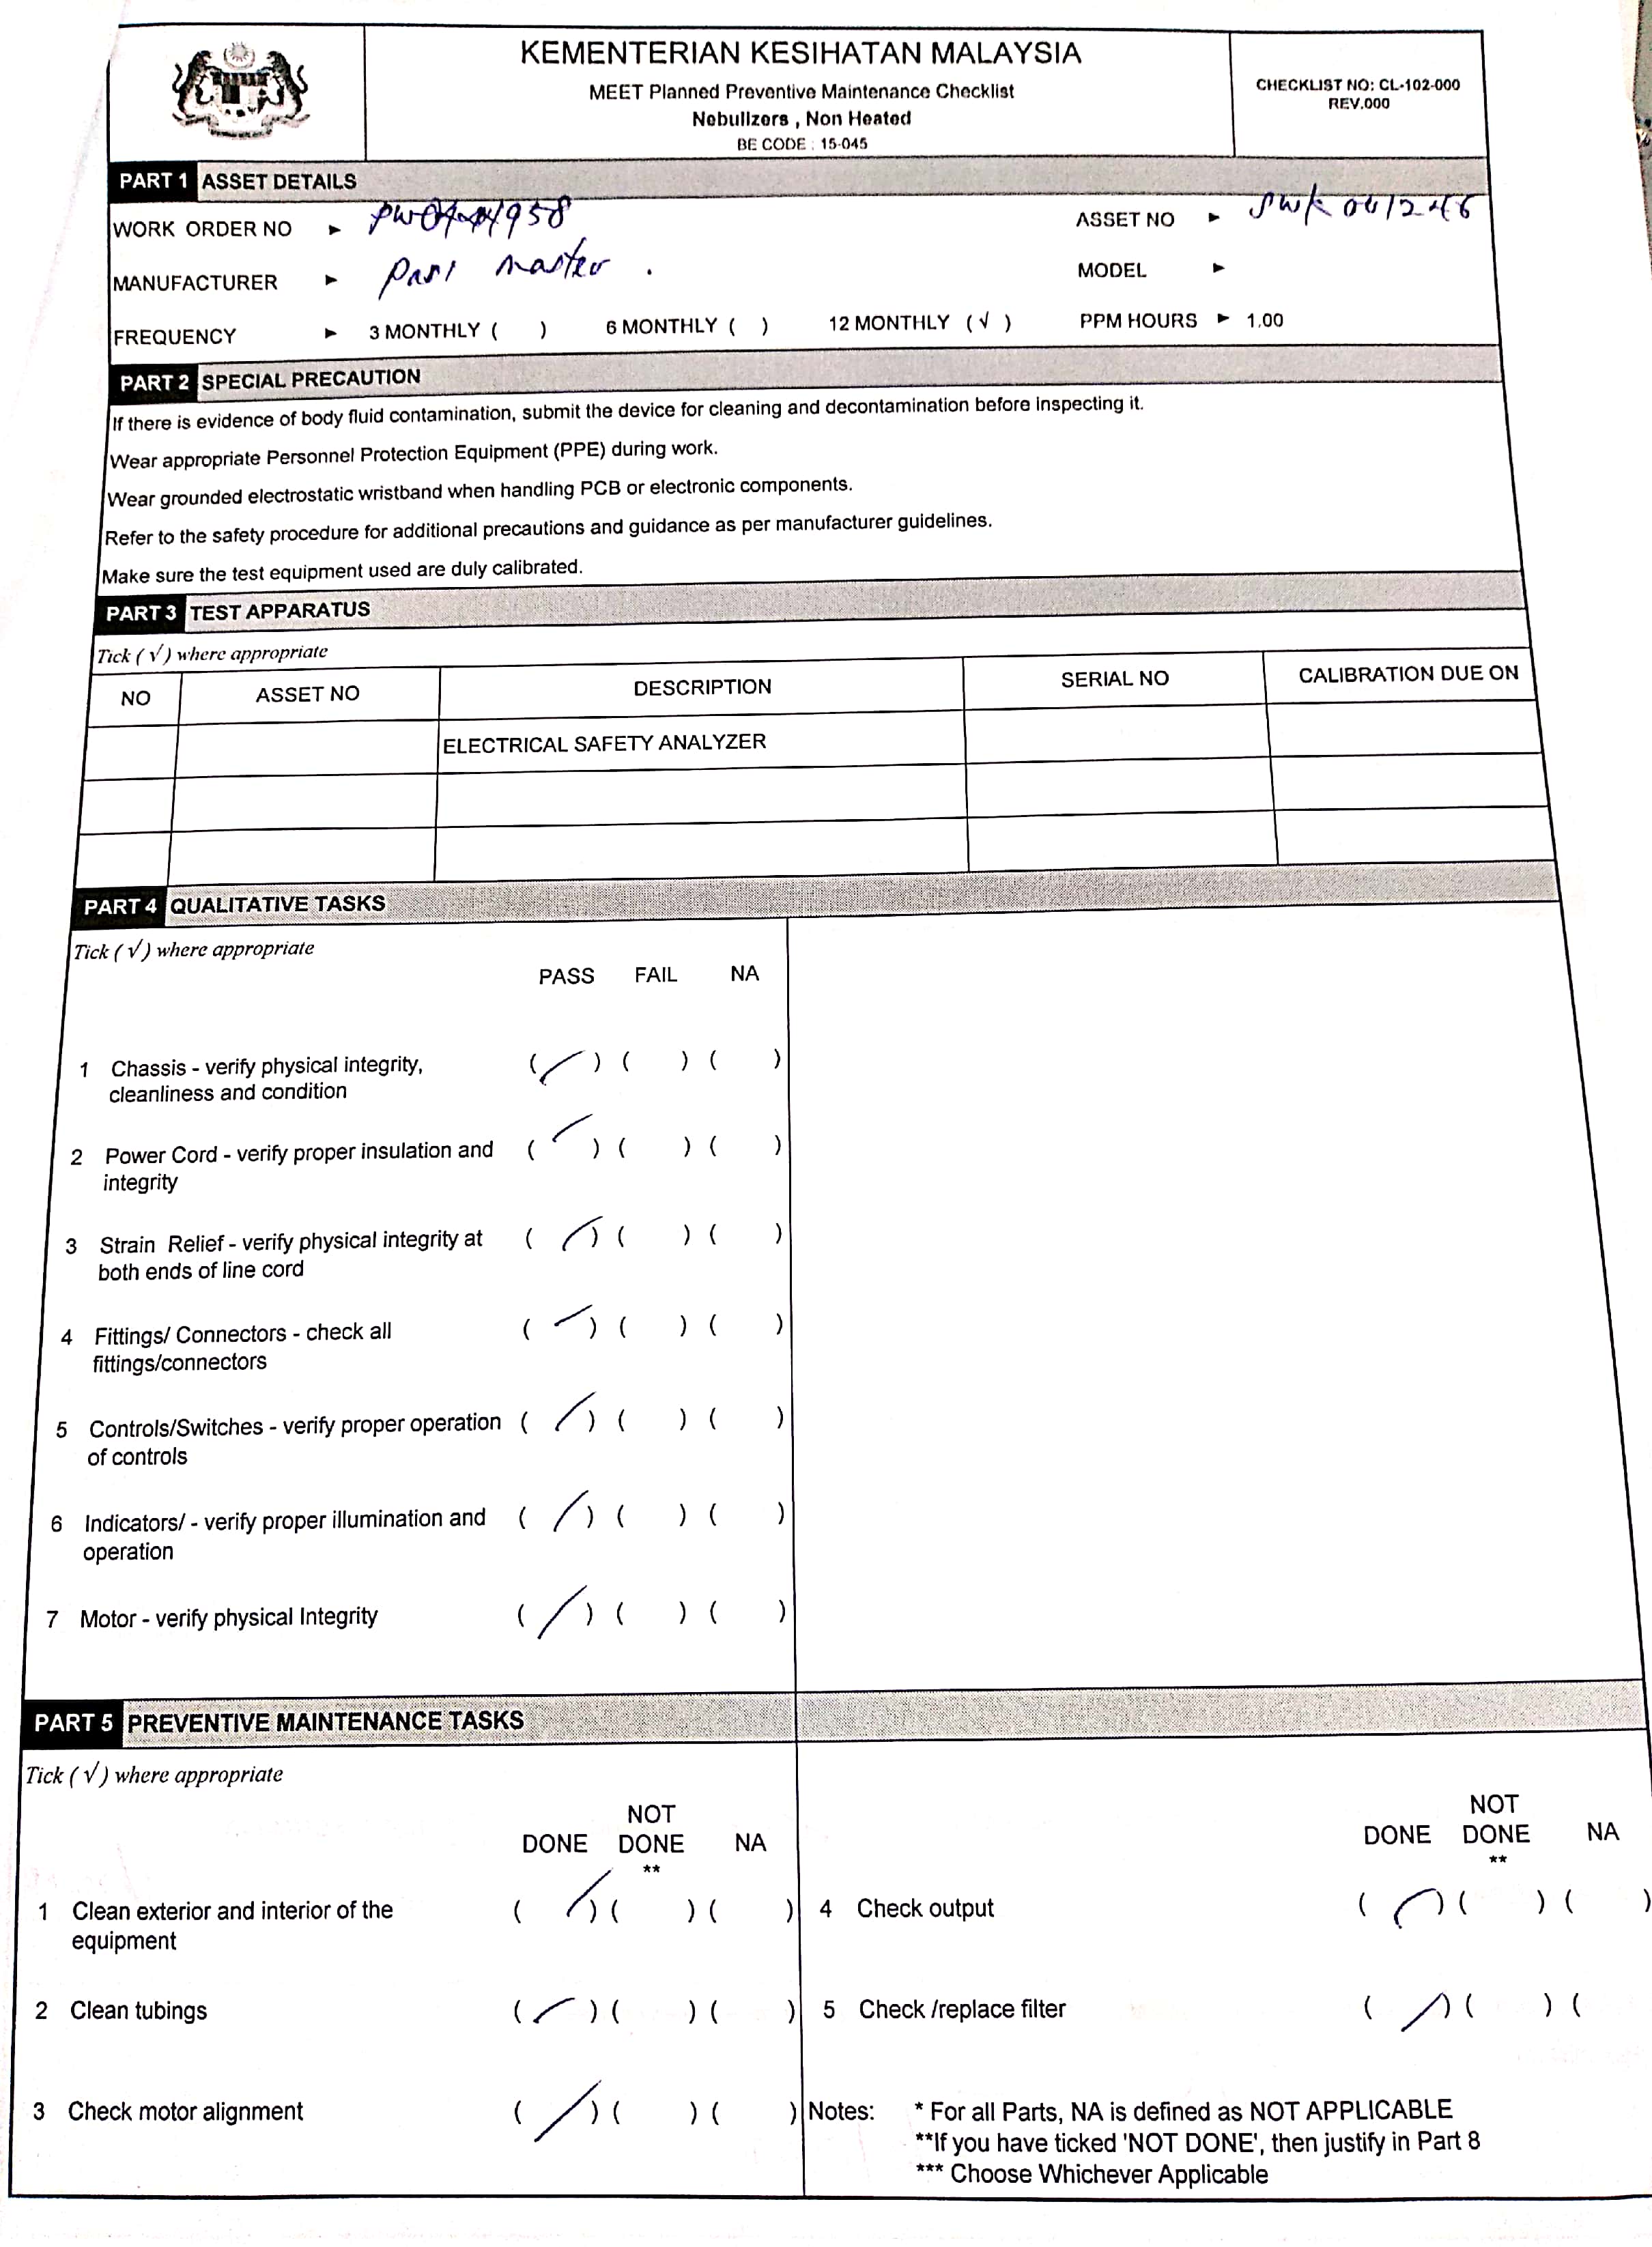 KEMENTERIAN KESIHATAN MALAYSIA
MEET Planned Preventive Maintenance Checklist
Nebulizers , Non Heated
BE CODE : 15-045
CHECKLIST NO: CL-102-000
REV.000
PART 1 ASSET DETAILS
WORK ORDER NO ►
ASSET NO ►
MANUFACTURER ► Pari Master .
MODEL ►
FREQUENCY ► 3 MONTHLY ( ) 6 MONTHLY ( ) 12 MONTHLY (√ ) PPM HOURS ► 1.00
PART 2 SPECIAL PRECAUTION
If there is evidence of body fluid contamination, submit the device for cleaning and decontamination before inspecting it.
Wear appropriate Personnel Protection Equipment (PPE) during work.
Wear grounded electrostatic wristband when handling PCB or electronic components.
Refer to the safety procedure for additional precautions and guidance as per manufacturer guidelines.
Make sure the test equipment used are duly calibrated.
PART 3 TEST APPARATUS
Tick ( √ ) where appropriate
NO ASSET NO DESCRIPTION SERIAL NO CALIBRATION DUE ON
ELECTRICAL SAFETY ANALYZER
PART 4 QUALITATIVE TASKS
Tick ( √ ) where appropriate
PASS FAIL NA
1 Chassis - verify physical integrity, ( / ) ( ) ( )
cleanliness and condition
2 Power Cord - verify proper insulation and ( / ) ( ) ( )
integrity
3 Strain Relief - verify physical integrity at ( / ) ( ) ( )
both ends of line cord
4 Fittings/ Connectors - check all ( / ) ( ) ( )
fittings/connectors
5 Controls/Switches - verify proper operation ( / ) ( ) ( )
of controls
6 Indicators/ - verify proper illumination and ( / ) ( ) ( )
operation
7 Motor - verify physical Integrity ( / ) ( ) ( )
PART 5 PREVENTIVE MAINTENANCE TASKS
Tick ( √ ) where appropriate
DONE NOT DONE ** NA
1 Clean exterior and interior of the ( / ) ( ) ( )
equipment
2 Clean tubings ( / ) ( ) ( )
3 Check motor alignment ( / ) ( ) ( )
DONE NOT DONE ** NA
4 Check output ( / ) ( ) ( )
5 Check /replace filter ( / ) ( ) (
Notes: * For all Parts, NA is defined as NOT APPLICABLE
**If you have ticked 'NOT DONE', then justify in Part 8
*** Choose Whichever Applicable